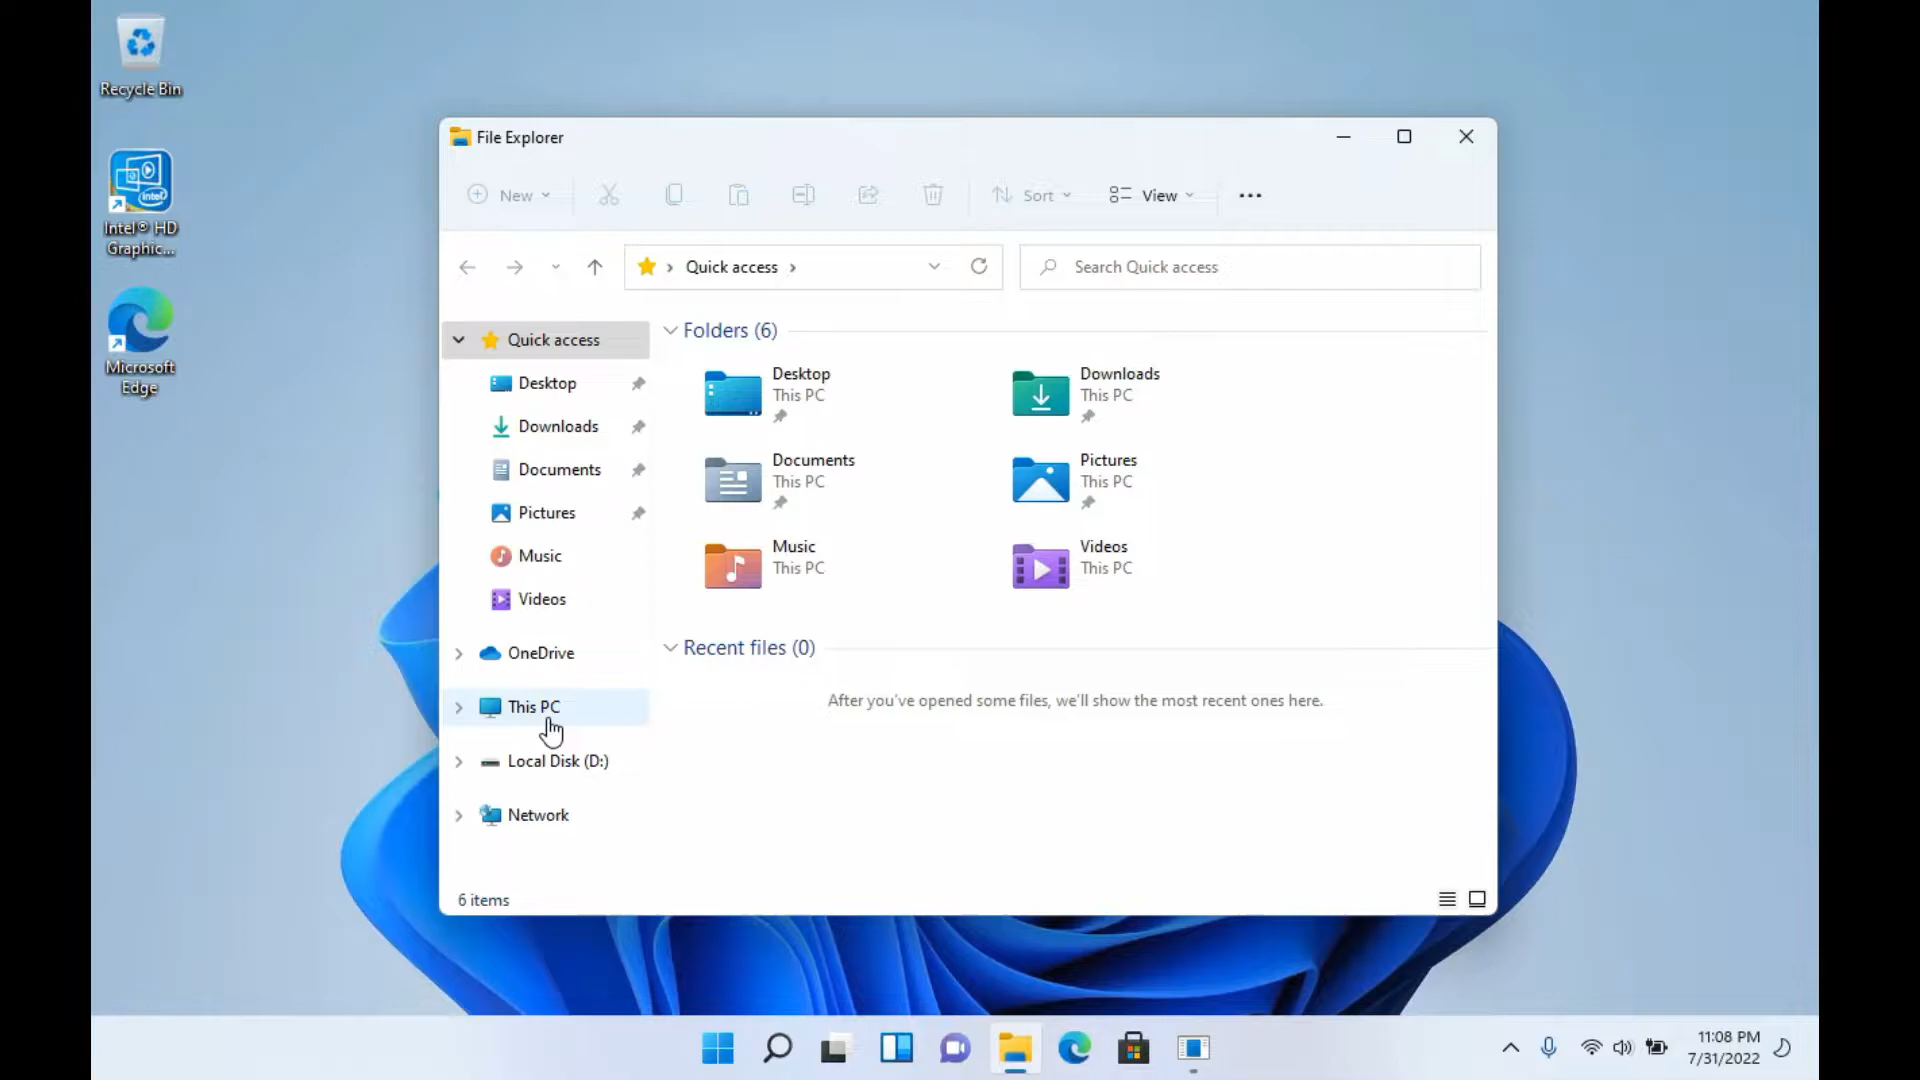 Recycle Bin
intel
Intel® HD
Graphic...
Microsoft
Edge
File Explorer
New
Sort
View
Quick access
Search Quick access
Quick access
Desktop
Downloads
Documents
Pictures
Music
Videos
OneDrive
This PC
Local Disk (D:)
Network
Folders (6)
Desktop
This PC
Downloads
This PC
Documents
This PC
Pictures
This PC
Music
This PC
Videos
This PC
Recent files (0)
After you've opened some files, we'll show the most recent ones here.
6 items
11:08 PM
7/31/2022